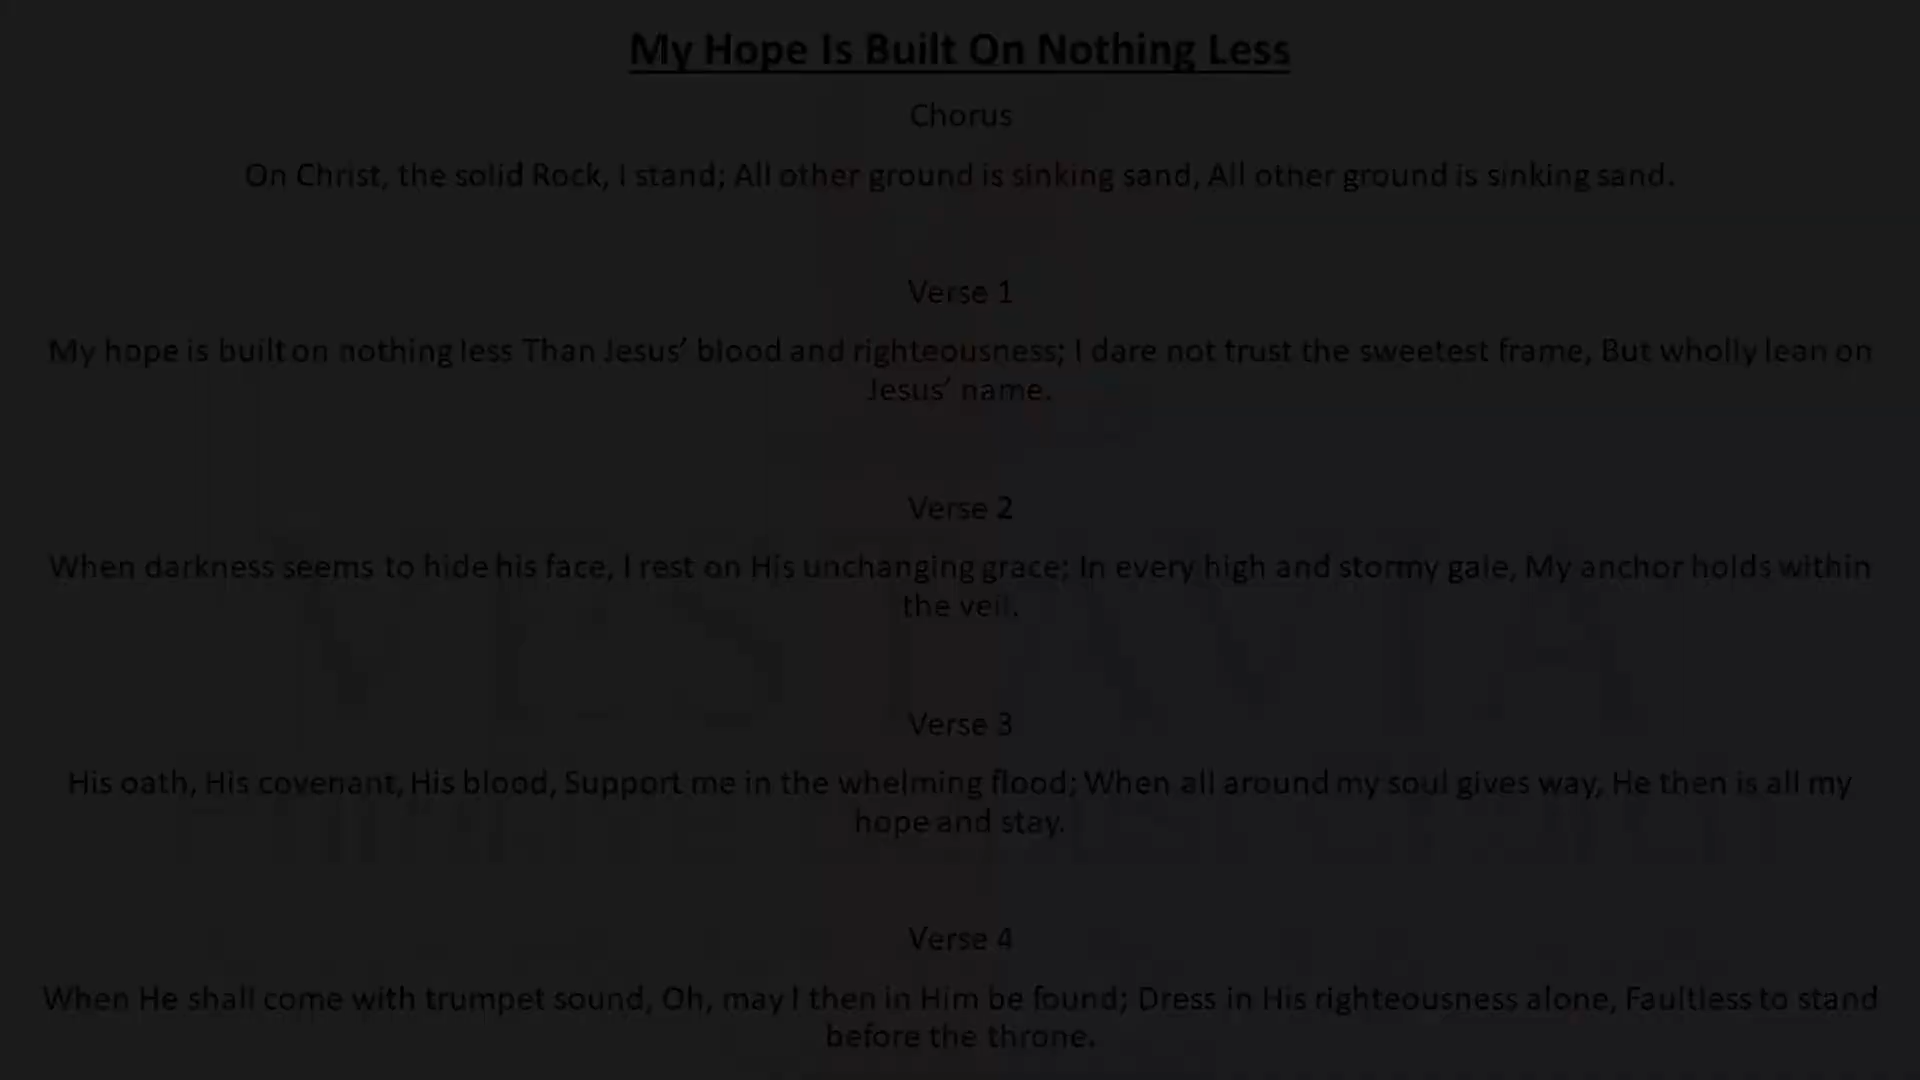 My Hope Is Built On Nothing Less
Chorus
On Christ, the solid Rock, I stand; All other ground is sinking sand, All other ground is sinking sand.
Verse 1
My hope is built on nothing less Than Jesus’ blood and righteousness; I dare not trust the sweetest frame, But wholly lean on
Jesus’ name.
Verse 2
When darkness seems to hide his face, I rest on His unchanging grace; In every high and stormy gale, My anchor holds within
the veil.
Verse 3
His oath, His covenant, His blood, Support me in the whelming flood; When all around my soul gives way, He then is all my
hope and stay.
Verse 4
When He shall come with trumpet sound, Oh, may I then in Him be found; Dress in His righteousness alone, Faultless to stand
before the throne.